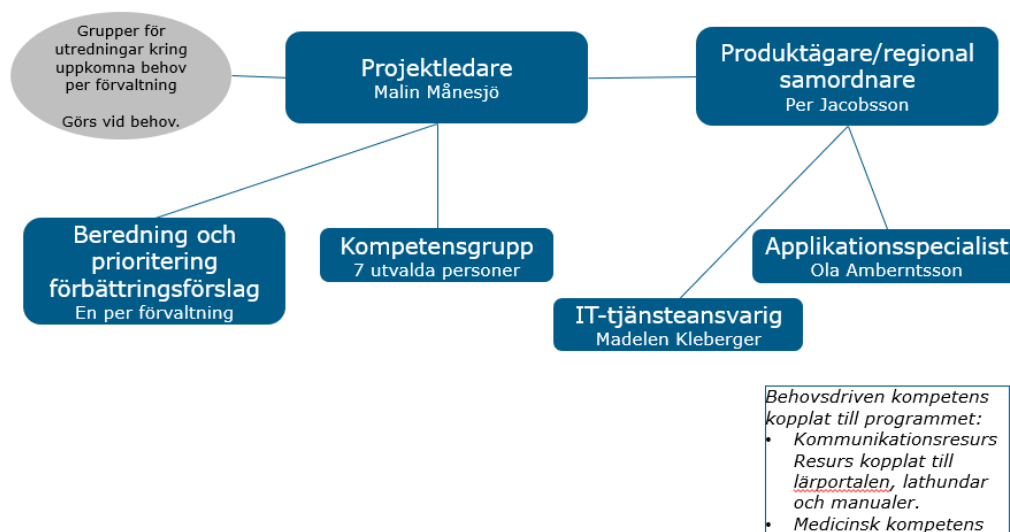 Grupper för
utredningar kring
uppkomna behov
per förvaltning
Görs vid behov.
Projektledare
Malin Månesjö
Produktägare/regional
samordnare
Per Jacobsson
Beredning och
prioritering
förbättringsförslag
En per förvaltning
Kompetensgrupp
7 utvalda personer
Applikationsspecialist
Ola Amberntsson
IT-tjänsteansvarig
Madelen Kleberger
Behovsdriven kompetens
kopplat till programmet:
• Kommunikationsresurs
Resurs kopplat till
lärportalen, lathundar
och manualer.
• Medicinsk kompetens